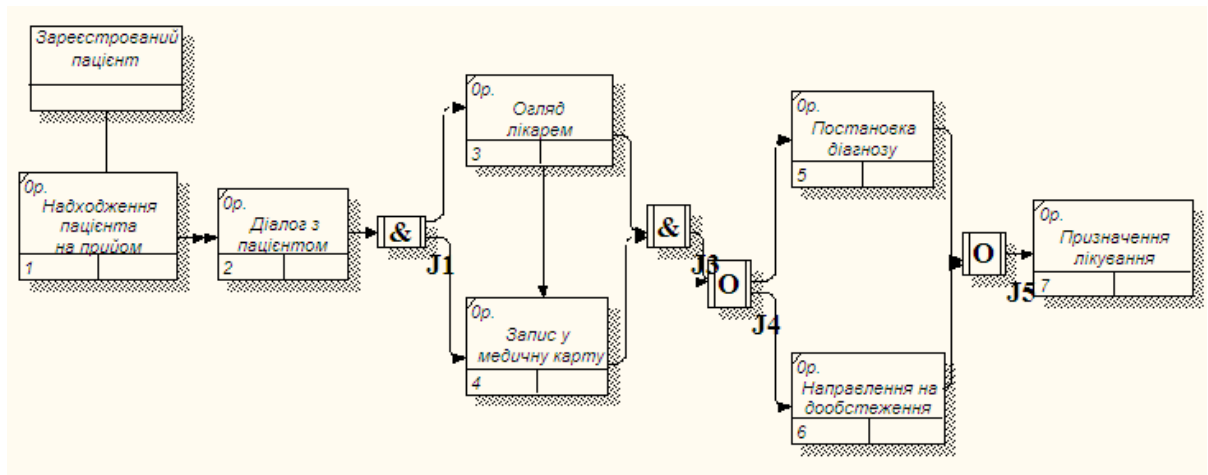 Зареєстрований
пацієнт
0р.
Надходження
пацієнта
на прийом
1
0р.
Діалог з
пацієнтом
2
&
J1
0р.
Огляд
лікарем
3
0р.
Запис у
медичну карту
4
&
J3
O
J4
0р.
Постановка
діагнозу
5
0р.
Направлення на
дообстеження
6
O
J5
0р.
Призначення
лікування
7